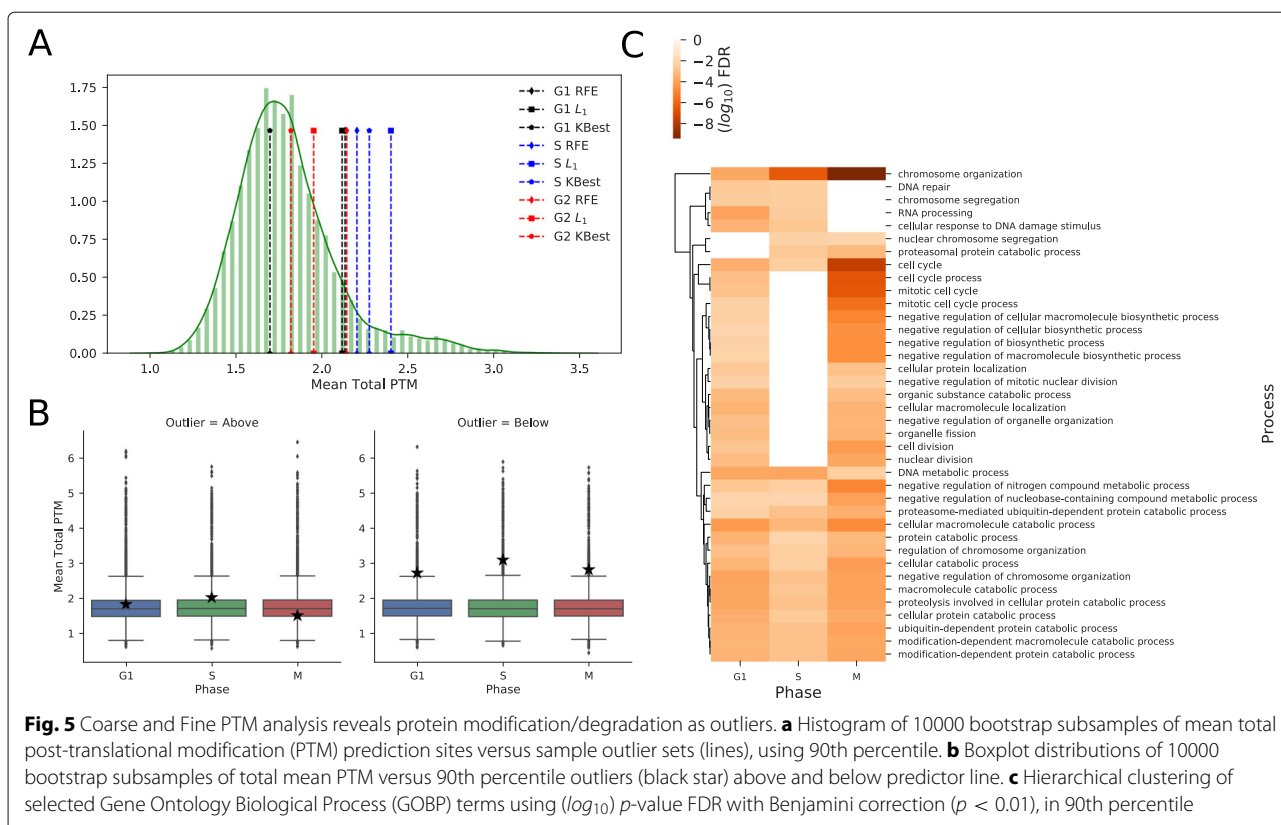 A
1.75
1.50
1.25
1.00
0.75
0.50
0.25
0.00
1.0 1.5 2.0 2.5 3.0 3.5
Mean Total PTM
G1 RFE
G1 L1
G1 KBest
S RFE
S L1
S KBest
G2 RFE
G2 L1
G2 KBest
B
Outlier = Above
Outlier = Below
Mean Total PTM
6
5
4
3
2
1
G1 S M
Phase
G1 S M
Phase
C
0
−2
−4
−6
−8
(log10) FDR
chromosome organization
DNA repair
chromosome segregation
RNA processing
cellular response to DNA damage stimulus
nuclear chromosome segregation
proteasomal protein catabolic process
cell cycle
cell cycle process
mitotic cell cycle
mitotic cell cycle process
negative regulation of cellular macromolecule biosynthetic process
negative regulation of cellular biosynthetic process
negative regulation of biosynthetic process
negative regulation of macromolecule biosynthetic process
cellular protein localization
negative regulation of mitotic nuclear division
organic substance catabolic process
cellular macromolecule localization
negative regulation of organelle organization
organelle fission
cell division
nuclear division
DNA metabolic process
negative regulation of nitrogen compound metabolic process
negative regulation of nucleobase-containing compound metabolic process
proteasome-mediated ubiquitin-dependent protein catabolic process
cellular macromolecule catabolic process
protein catabolic process
regulation of chromosome organization
cellular catabolic process
negative regulation of chromosome organization
macromolecule catabolic process
proteolysis involved in cellular protein catabolic process
cellular protein catabolic process
ubiquitin-dependent protein catabolic process
modification-dependent macromolecule catabolic process
modification-dependent protein catabolic process
Process
G1 S M
Phase
Fig. 5 Coarse and Fine PTM analysis reveals protein modification/degradation as outliers. a Histogram of 10000 bootstrap subsamples of mean total
post-translational modification (PTM) prediction sites versus sample outlier sets (lines), using 90th percentile. b Boxplot distributions of 10000
bootstrap subsamples of total mean PTM versus 90th percentile outliers (black star) above and below predictor line. c Hierarchical clustering of
selected Gene Ontology Biological Process (GOBP) terms using (log10) p-value FDR with Benjamini correction (p < 0.01), in 90th percentile